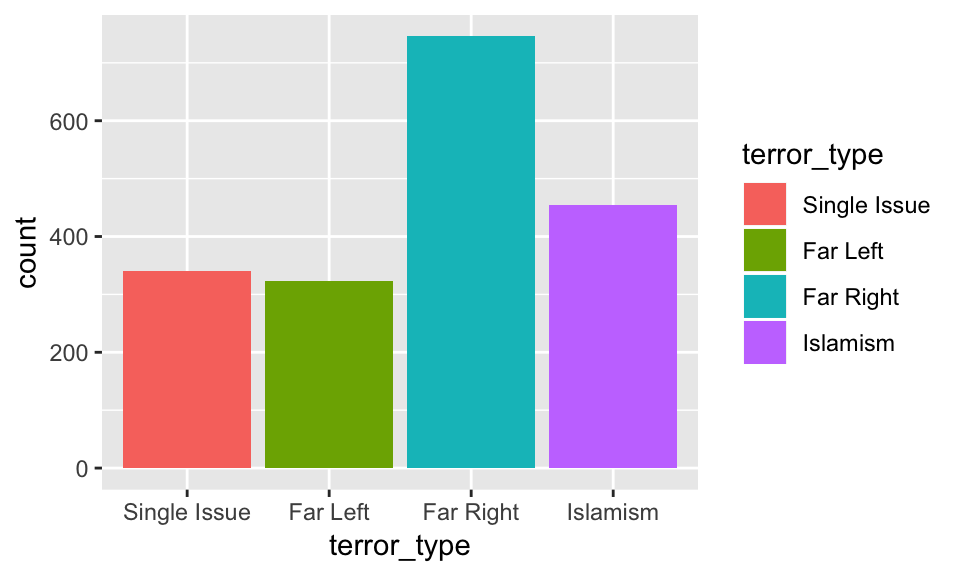 count
600
400
200
0
Single Issue
Far Left
Far Right
Islamism
terror_type
terror_type
Single Issue
Far Left
Far Right
Islamism